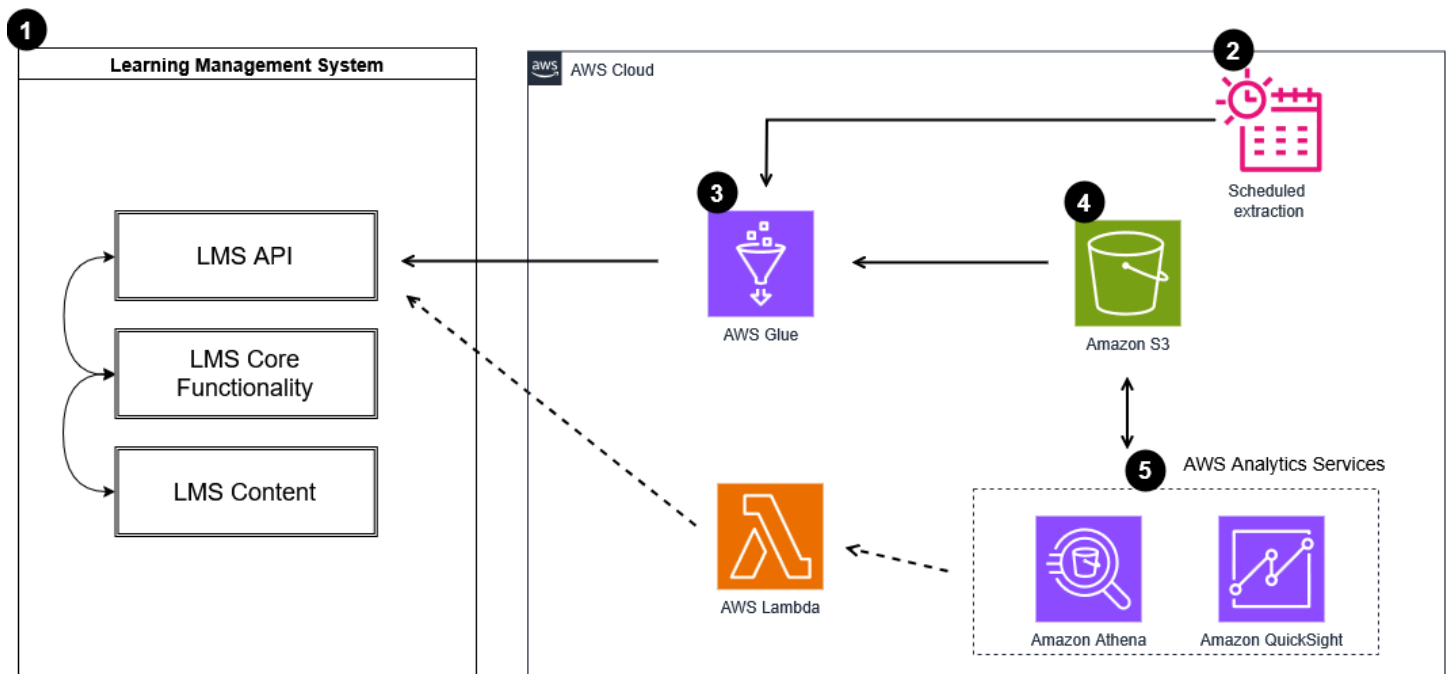 1
Learning Management System
aws
AWS Cloud
2
Scheduled
extraction
3
AWS Glue
4
Amazon S3
LMS API
LMS Core
Functionality
LMS Content
5
AWS Analytics Services
AWS Lambda
Amazon Athena
Amazon QuickSight